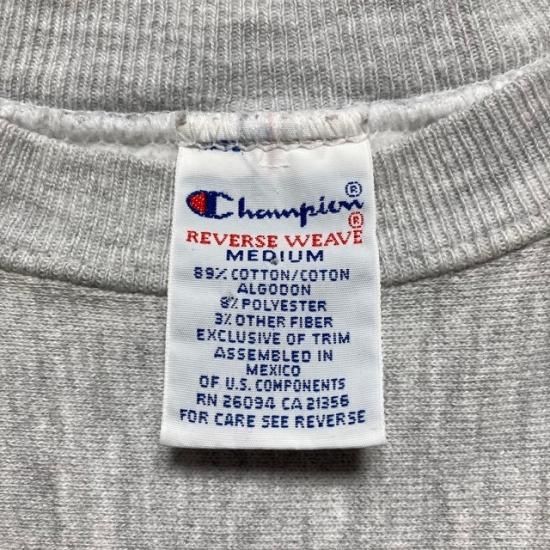 Champion®
REVERSE WEAVE®
MEDIUM
89% COTTON/COTON
ALGODON
8% POLYESTER
3% OTHER FIBER
EXCLUSIVE OF TRIM
ASSEMBLED IN
MEXICO
OF U.S. COMPONENTS
RN 26094 CA 21356
FOR CARE SEE REVERSE